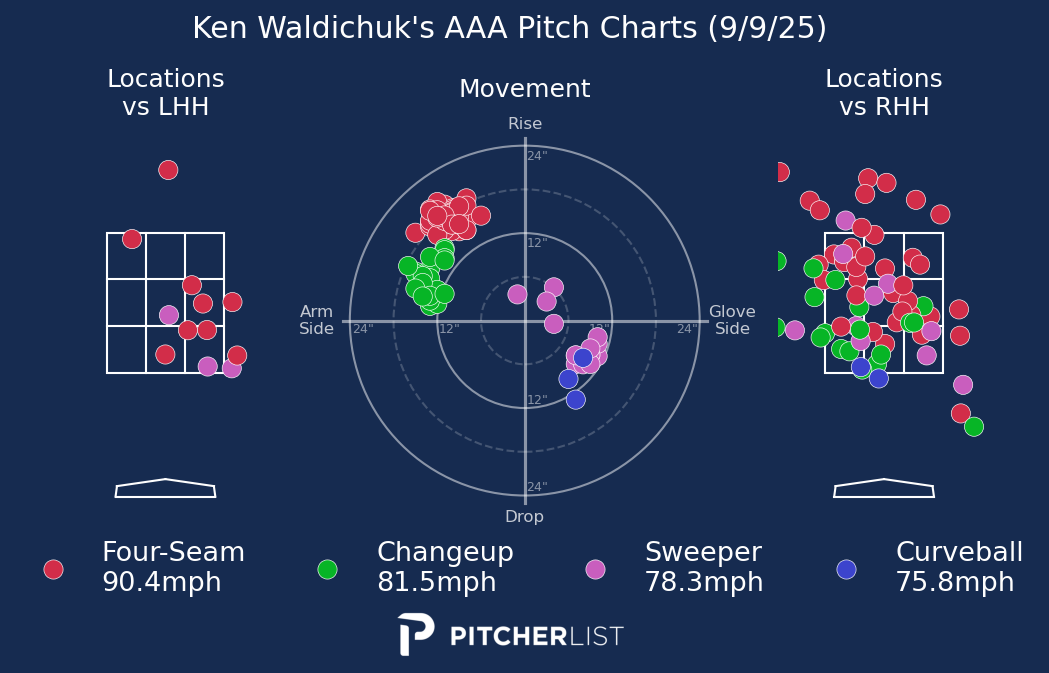 Ken Waldichuk's AAA Pitch Charts (9/9/25)
Locations
vs LHH
Movement
Locations
vs RHH
Rise
24"
12"
Arm
Side
24"
12"
12"
24"
Glove
Side
12"
24"
Drop
Four-Seam
90.4mph
Changeup
81.5mph
Sweeper
78.3mph
Curveball
75.8mph
PITCHERLIST